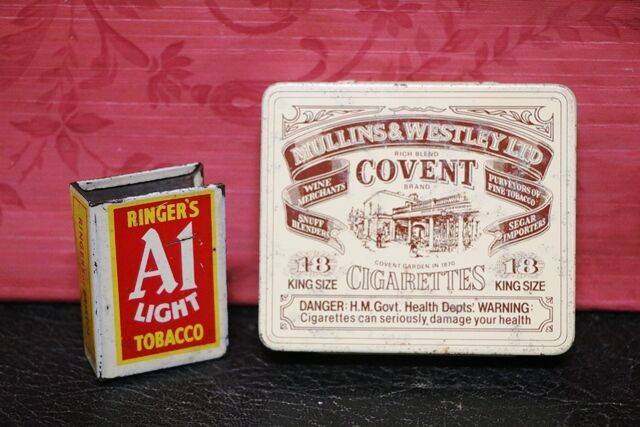 RINGER'S
A1
LIGHT
TOBACCO
MULLINS & WESTLEY LTD
RICH BLEND
COVENT
BRAND
WINE
MERCHANTS
SNUFF
BLENDERS
PURVEYORS OF
FINE TOBACCO
SEGAR
IMPORTERS
COVENT GARDEN IN 1870
18
KING SIZE
CIGARETTES
18
KING SIZE
DANGER: H.M. Govt. Health Depts'. WARNING:
Cigarettes can seriously damage your health